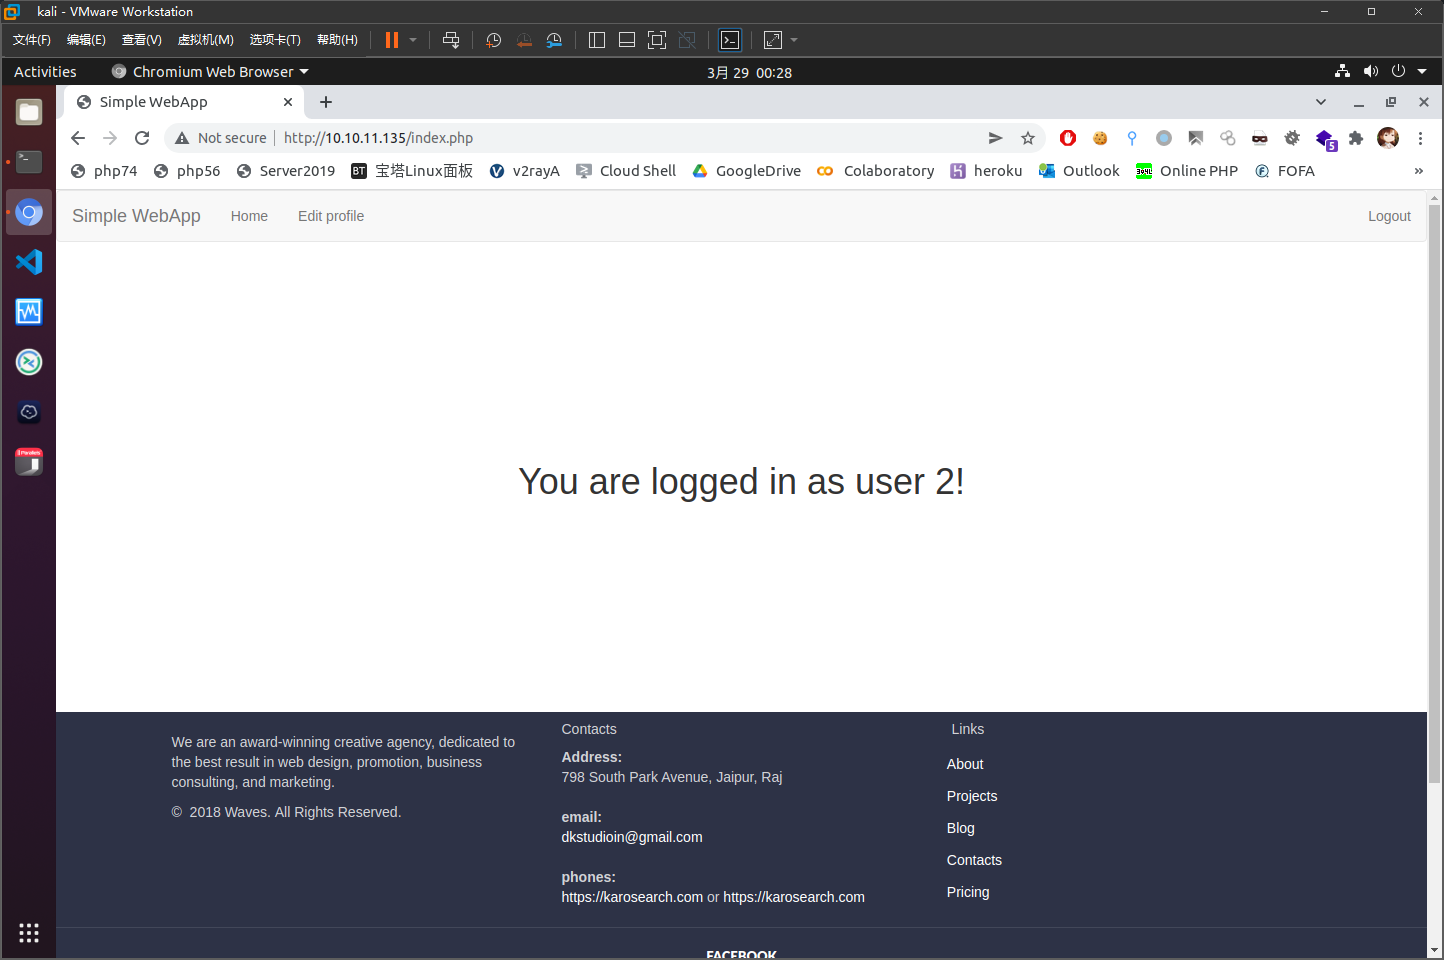 kali - VMware Workstation
文件(F) 编辑(E) 查看(V) 虚拟机(M) 选项卡(T) 帮助(H)
Activities Chromium Web Browser 3月 29 00:28
Simple WebApp
Not secure http://10.10.11.135/index.php
5
php74 php56 Server2019 BT 宝塔Linux面板 v2rayA Cloud Shell GoogleDrive Colaboratory heroku Outlook Online PHP FOFA »
Simple WebApp Home Edit profile Logout
You are logged in as user 2!
We are an award-winning creative agency, dedicated to
the best result in web design, promotion, business
consulting, and marketing.
© 2018 Waves. All Rights Reserved.
Contacts
Address:
798 South Park Avenue, Jaipur, Raj
email:
dkstudioin@gmail.com
phones:
https://karosearch.com or https://karosearch.com
Links
About
Projects
Blog
Contacts
Pricing
FACEBOOK